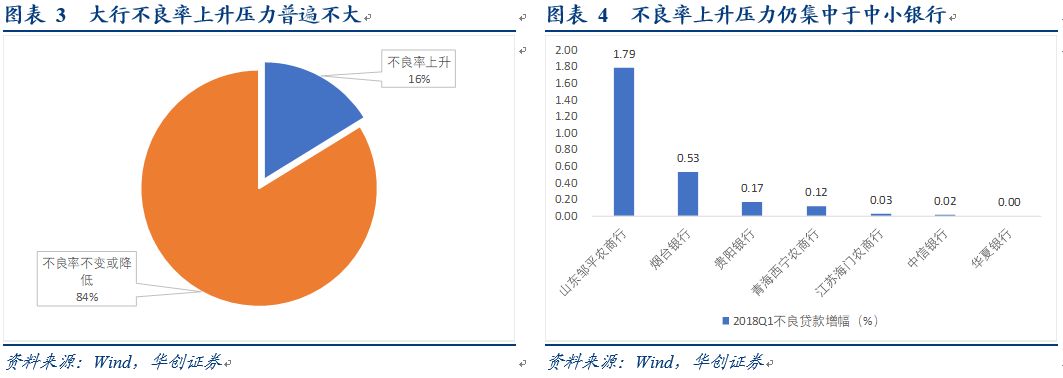 图表 3 大行不良率上升压力普遍不大
不良率上升
16%
不良率不变或降
低
84%
资料来源：Wind，华创证券
图表 4 不良率上升压力仍集中于中小银行
2.00
1.80
1.60
1.40
1.20
1.00
0.80
0.60
0.40
0.20
0.00
1.79
0.53
0.17
0.12
0.03
0.02
0.00
山东邹平农商行
烟台银行
贵阳银行
青海西宁农商行
江苏海门农商行
中信银行
华夏银行
2018Q1不良贷款增幅（%）
资料来源：Wind，华创证券